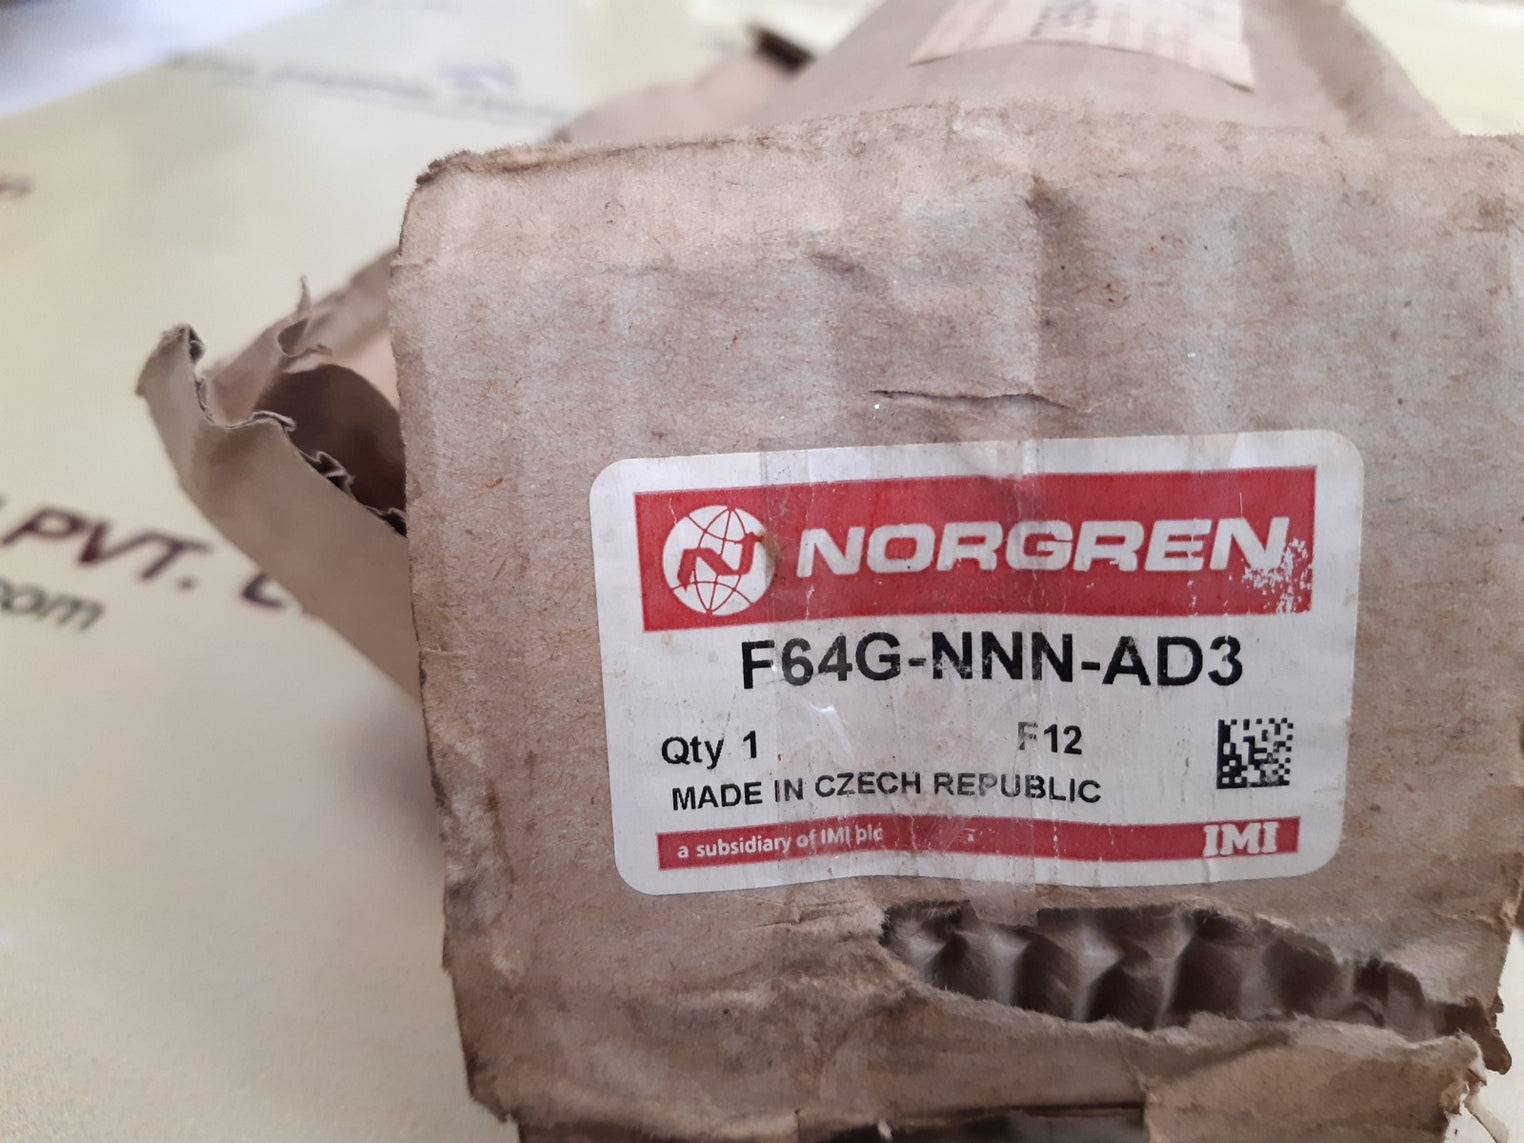 NORGREN
F64G-NNN-AD3
Qty 1 F12
MADE IN CZECH REPUBLIC
a subsidiary of IMI plc IMI
PVT.
com